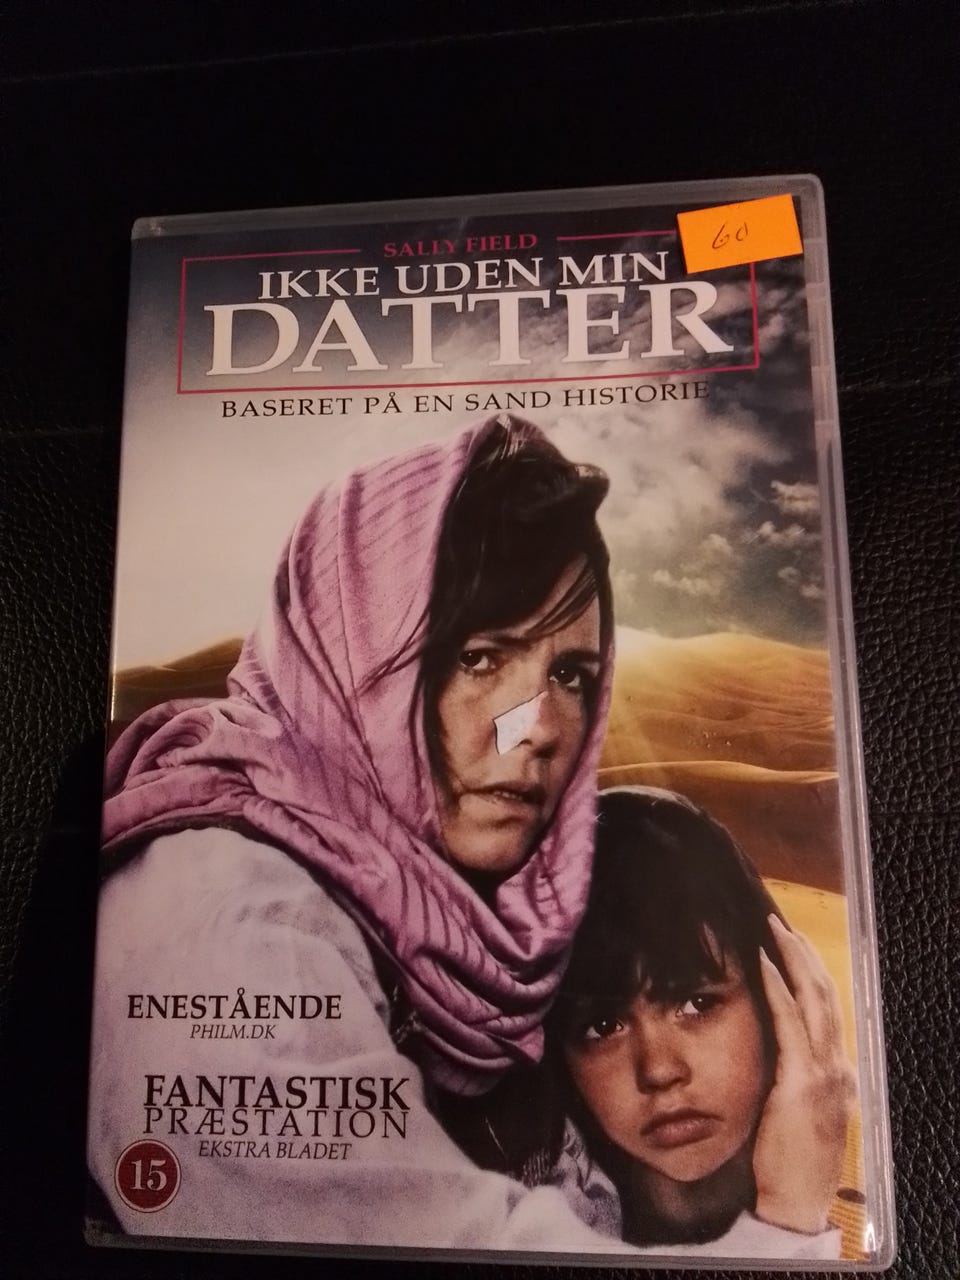 60
SALLY FIELD
IKKE UDEN MIN
DATTER
BASERET PÅ EN SAND HISTORIE
ENESTÅENDE
PHILM.DK
FANTASTISK
PRÆSTATION
EKSTRA BLADET
15